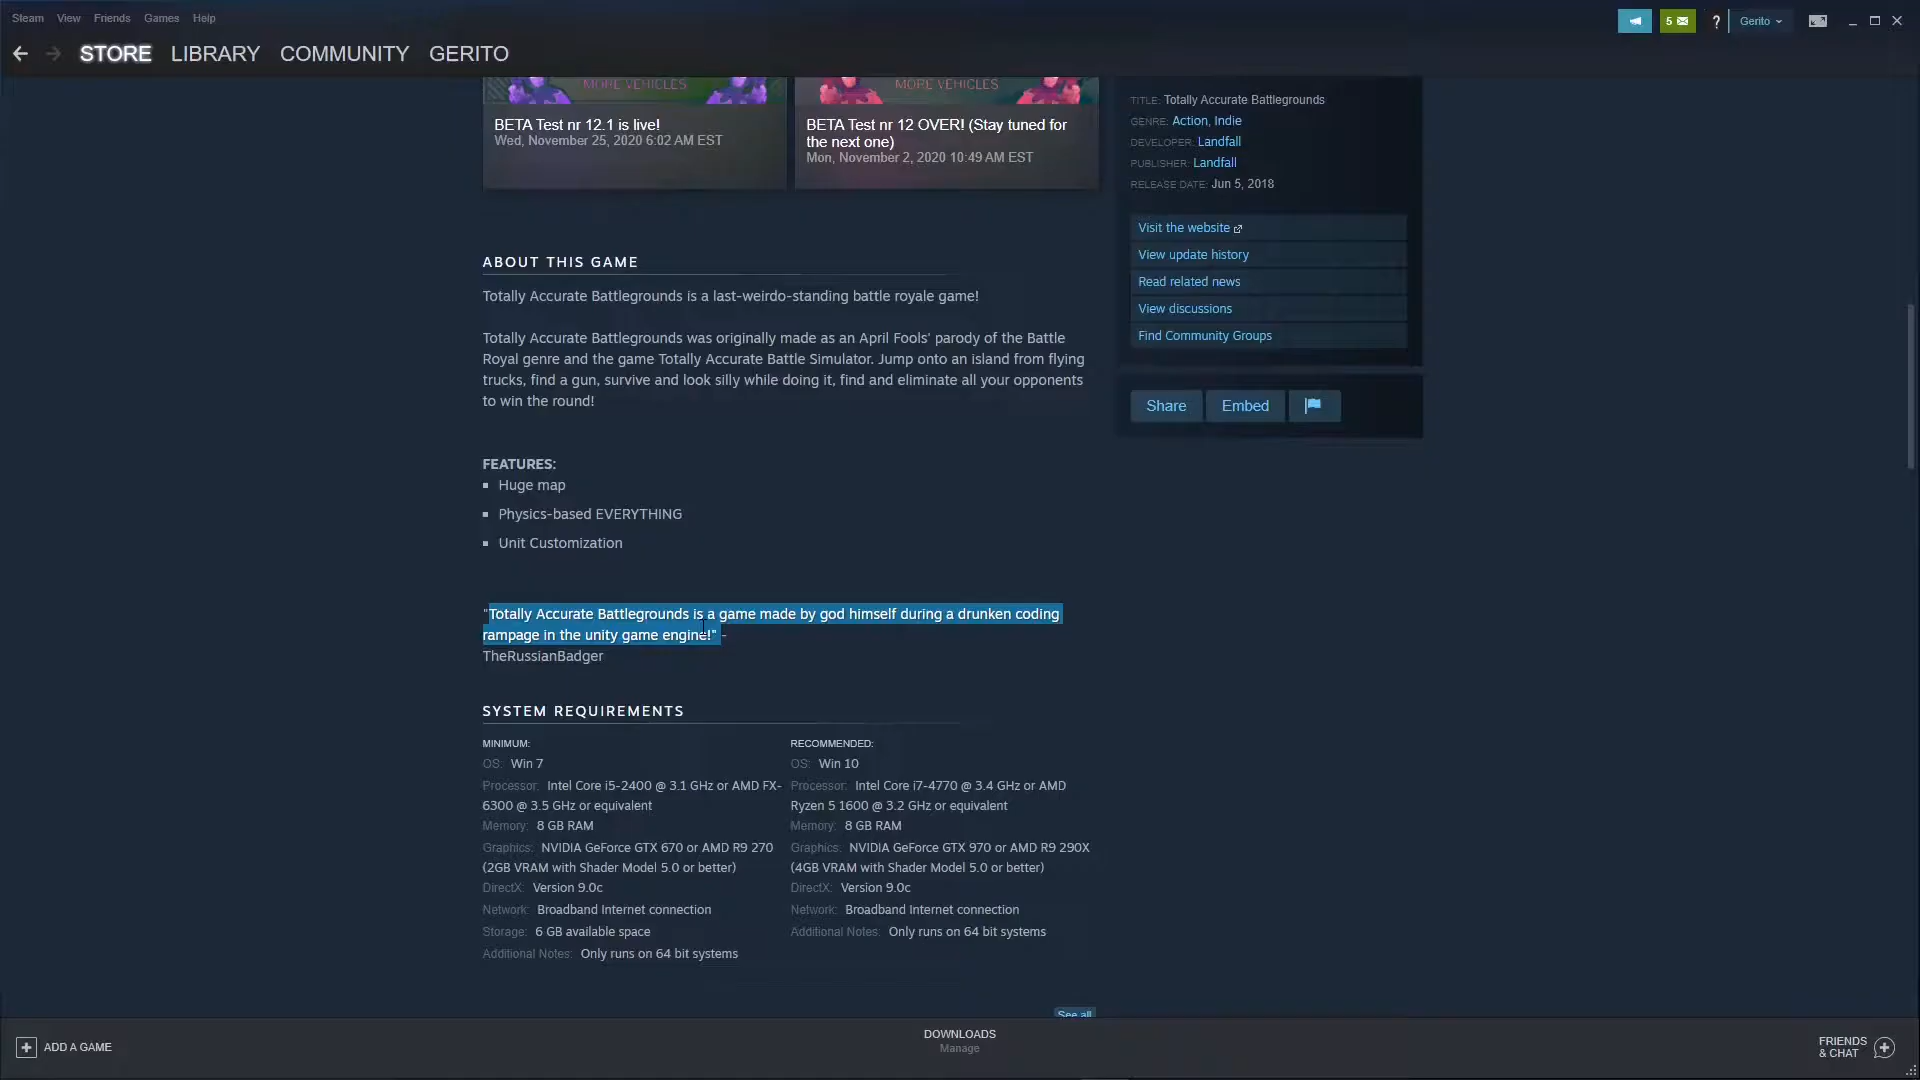 Steam View Friends Games Help
5 ? Gerito
STORE LIBRARY COMMUNITY GERITO
MORE VEHICLES
MORE VEHICLES
BETA Test nr 12.1 is live!
Wed, November 25, 2020 6:02 AM EST
BETA Test nr 12 OVER! (Stay tuned for
the next one)
Mon, November 2, 2020 10:49 AM EST
TITLE: Totally Accurate Battlegrounds
GENRE: Action, Indie
DEVELOPER: Landfall
PUBLISHER: Landfall
RELEASE DATE: Jun 5, 2018
Visit the website
View update history
Read related news
View discussions
Find Community Groups
Share Embed
ABOUT THIS GAME
Totally Accurate Battlegrounds is a last-weirdo-standing battle royale game!
Totally Accurate Battlegrounds was originally made as an April Fools' parody of the Battle
Royal genre and the game Totally Accurate Battle Simulator. Jump onto an island from flying
trucks, find a gun, survive and look silly while doing it, find and eliminate all your opponents
to win the round!
FEATURES:
Huge map
Physics-based EVERYTHING
Unit Customization
"Totally Accurate Battlegrounds is a game made by god himself during a drunken coding
rampage in the unity game engine!" -
TheRussianBadger
SYSTEM REQUIREMENTS
MINIMUM:
OS: Win 7
Processor: Intel Core i5-2400 @ 3.1 GHz or AMD FX-
6300 @ 3.5 GHz or equivalent
Memory: 8 GB RAM
Graphics: NVIDIA GeForce GTX 670 or AMD R9 270
(2GB VRAM with Shader Model 5.0 or better)
DirectX: Version 9.0c
Network: Broadband Internet connection
Storage: 6 GB available space
Additional Notes: Only runs on 64 bit systems
RECOMMENDED:
OS: Win 10
Processor: Intel Core i7-4770 @ 3.4 GHz or AMD
Ryzen 5 1600 @ 3.2 GHz or equivalent
Memory: 8 GB RAM
Graphics: NVIDIA GeForce GTX 970 or AMD R9 290X
(4GB VRAM with Shader Model 5.0 or better)
DirectX: Version 9.0c
Network: Broadband Internet connection
Additional Notes: Only runs on 64 bit systems
See all
ADD A GAME
DOWNLOADS
Manage
FRIENDS
& CHAT